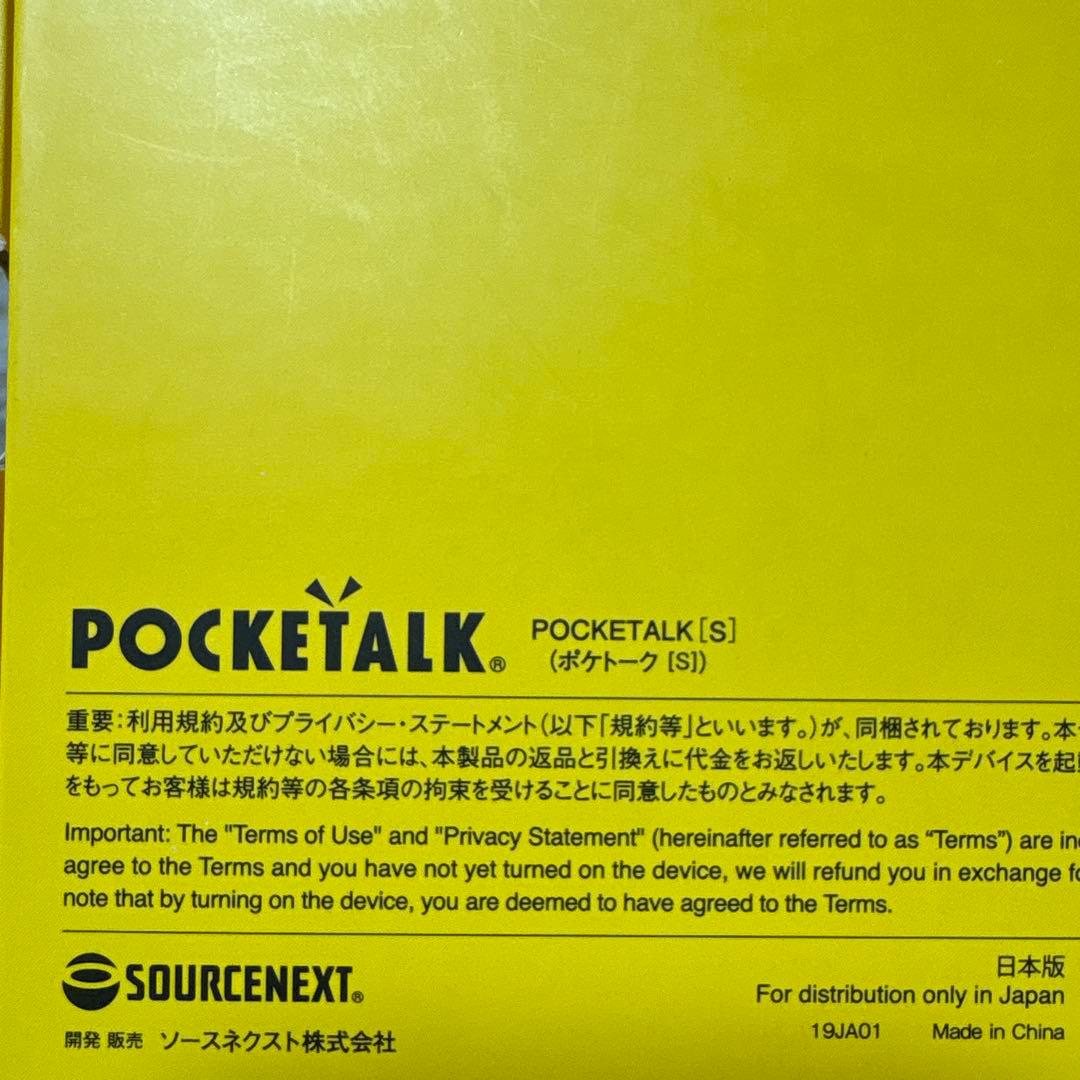 POCKETALK®
POCKETALK[S]
(ポケトーク [S])
重要：利用規約及びプライバシー・ステートメント（以下「規約等」といいます。）が、同梱されております。本
等に同意していただけない場合には、本製品の返品と引換えに代金をお返しいたします。本デバイスを起
をもってお客様は規約等の各条項の拘束を受けることに同意したものとみなされます。
Important: The "Terms of Use" and "Privacy Statement" (hereinafter referred to as “Terms”) are
agree to the Terms and you have not yet turned on the device, we will refund you in exchange
note that by turning on the device, you are deemed to have agreed to the Terms.
SOURCENEXT®
日本版
For distribution only in Japan
19JA01 Made in China
開発 販売 ソースネクスト株式会社